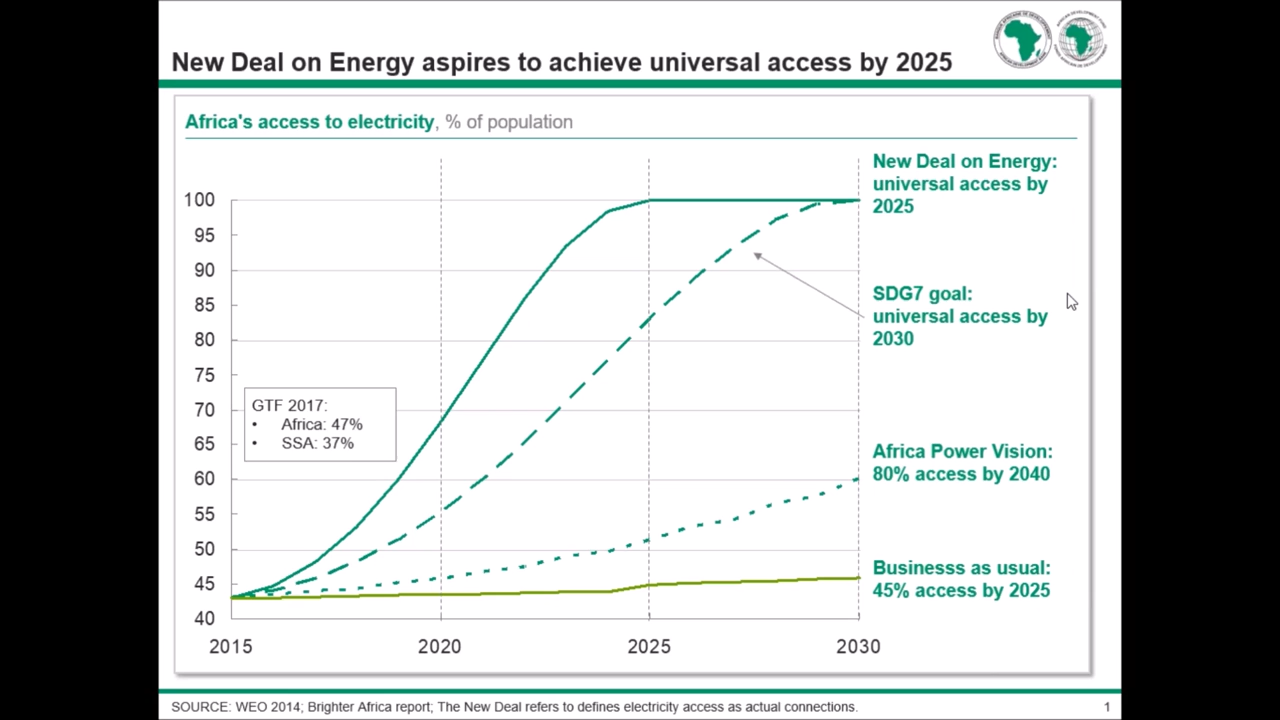 New Deal on Energy aspires to achieve universal access by 2025
Africa's access to electricity, % of population
100
95
90
85
80
75
70
65
60
55
50
45
40
2015
2020
2025
2030
GTF 2017:
• Africa: 47%
• SSA: 37%
New Deal on Energy:
universal access by
2025
SDG7 goal:
universal access by
2030
Africa Power Vision:
80% access by 2040
Businesss as usual:
45% access by 2025
SOURCE: WEO 2014; Brighter Africa report; The New Deal refers to defines electricity access as actual connections.
1